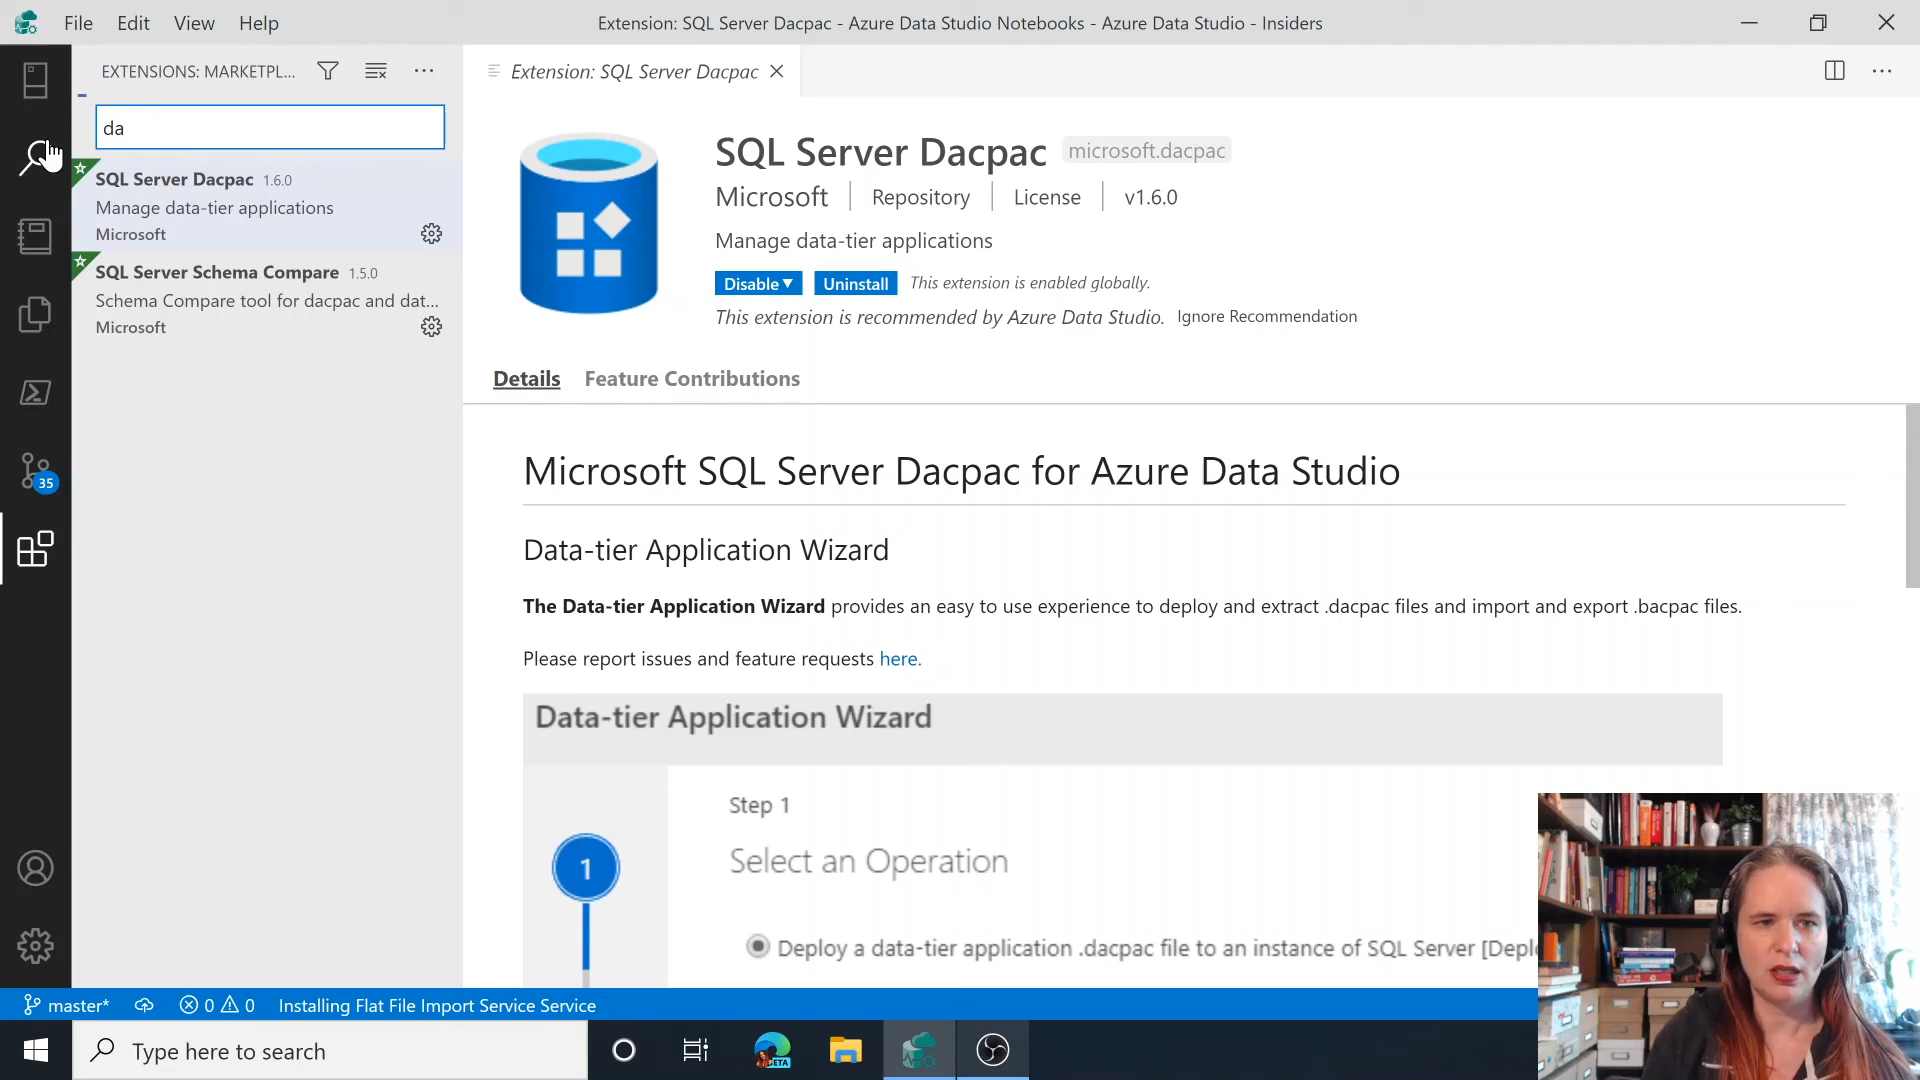 File Edit View Help
Extension: SQL Server Dacpac - Azure Data Studio Notebooks - Azure Data Studio - Insiders
EXTENSIONS: MARKETPL...
da
SQL Server Dacpac 1.6.0
Manage data-tier applications
Microsoft
SQL Server Schema Compare 1.5.0
Schema Compare tool for dacpac and dat...
Microsoft
35
Extension: SQL Server Dacpac
SQL Server Dacpac microsoft.dacpac
Microsoft Repository License v1.6.0
Manage data-tier applications
Disable Uninstall This extension is enabled globally.
This extension is recommended by Azure Data Studio. Ignore Recommendation
Details Feature Contributions
Microsoft SQL Server Dacpac for Azure Data Studio
Data-tier Application Wizard
The Data-tier Application Wizard provides an easy to use experience to deploy and extract .dacpac files and import and export .bacpac files.
Please report issues and feature requests here.
Data-tier Application Wizard
Step 1
1
Select an Operation
Deploy a data-tier application .dacpac file to an instance of SQL Server [Depl
master* 0 0 Installing Flat File Import Service Service
Type here to search
BETA